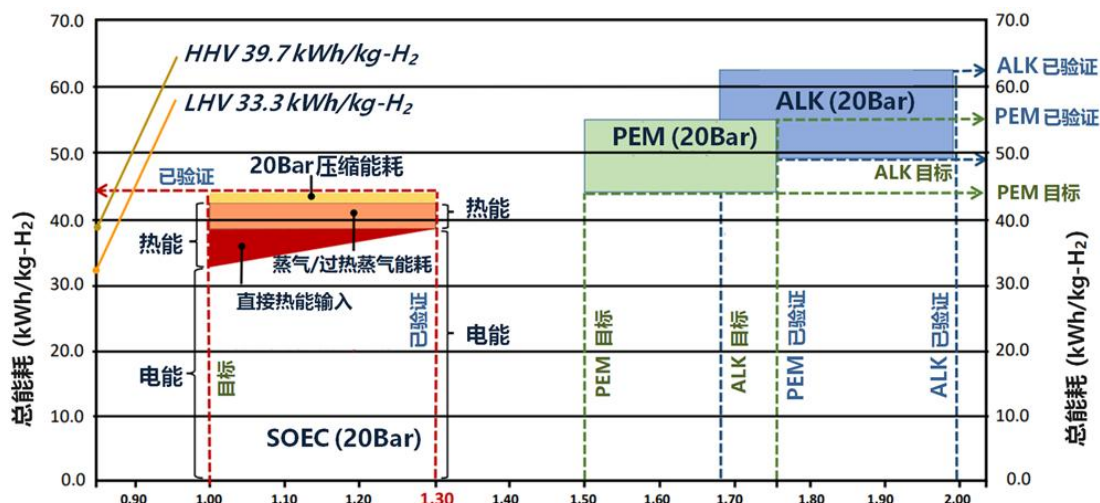 70.0
60.0
50.0
40.0
30.0
20.0
10.0
0.0
总能耗 (kWh/kg-H₂)
HHV 39.7 kWh/kg-H₂
LHV 33.3 kWh/kg-H₂
已验证
20Bar压缩能耗
热能
热能
蒸气/过热蒸气能耗
直接热能输入
已验证
电能
电能
目标
SOEC (20Bar)
PEM (20Bar)
ALK (20Bar)
ALK 目标
PEM 目标
ALK 目标
PEM 已验证
ALK 已验证
ALK 已验证
PEM 已验证
PEM 目标
70.0
60.0
50.0
40.0
30.0
20.0
10.0
0.0
总能耗 (kWh/kg-H₂)
0.90 1.00 1.10 1.20 1.30 1.40 1.50 1.60 1.70 1.80 1.90 2.00